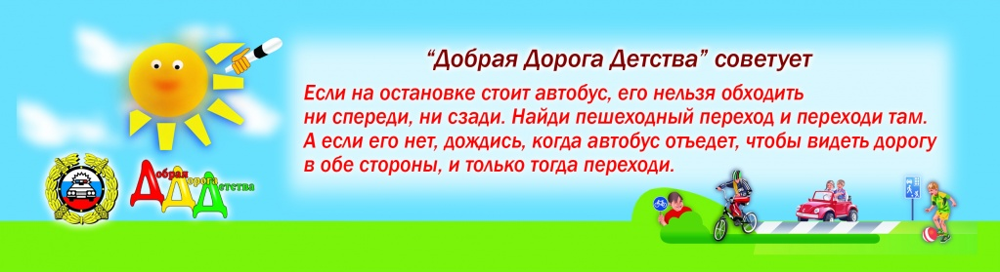 “Добрая Дорога Детства” советует
Если на остановке стоит автобус, его нельзя обходить
ни спереди, ни сзади. Найди пешеходный переход и переходи там.
А если его нет, дождись, когда автобус отъедет, чтобы видеть дорогу
в обе стороны, и только тогда переходи.
Добрая
Дорога
Детства